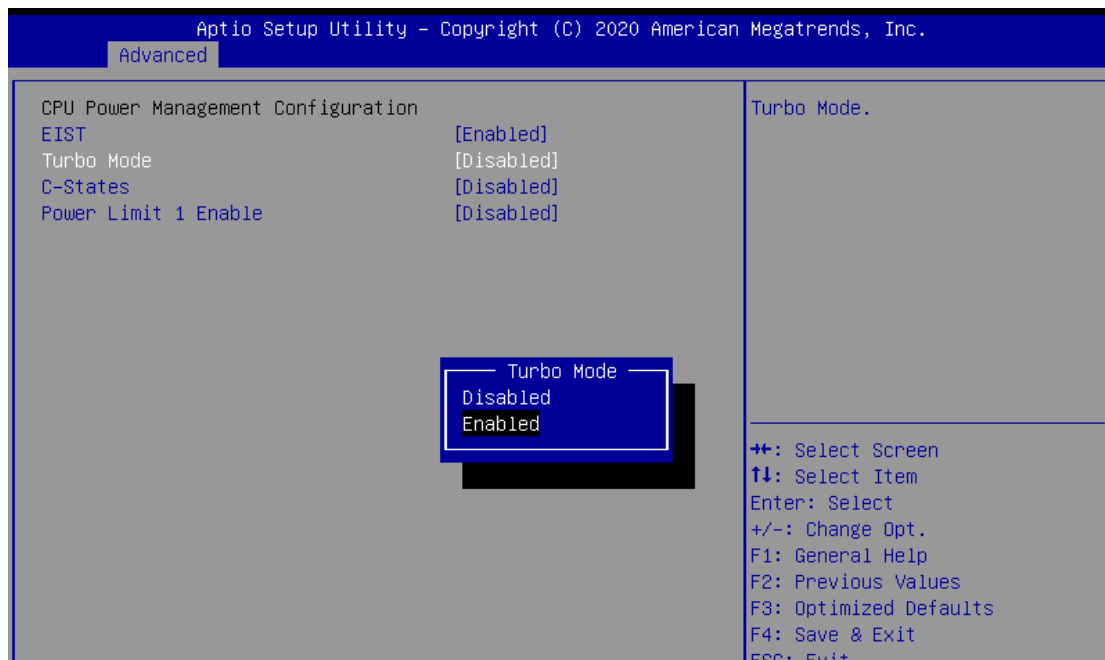 Aptio Setup Utility – Copyright (C) 2020 American Megatrends, Inc.
Advanced
CPU Power Management Configuration
EIST [Enabled]
Turbo Mode [Disabled]
C-States [Disabled]
Power Limit 1 Enable [Disabled]
Turbo Mode
Disabled
Enabled
Turbo Mode.
→←: Select Screen
↑↓: Select Item
Enter: Select
+/-: Change Opt.
F1: General Help
F2: Previous Values
F3: Optimized Defaults
F4: Save & Exit
ESC: Exit